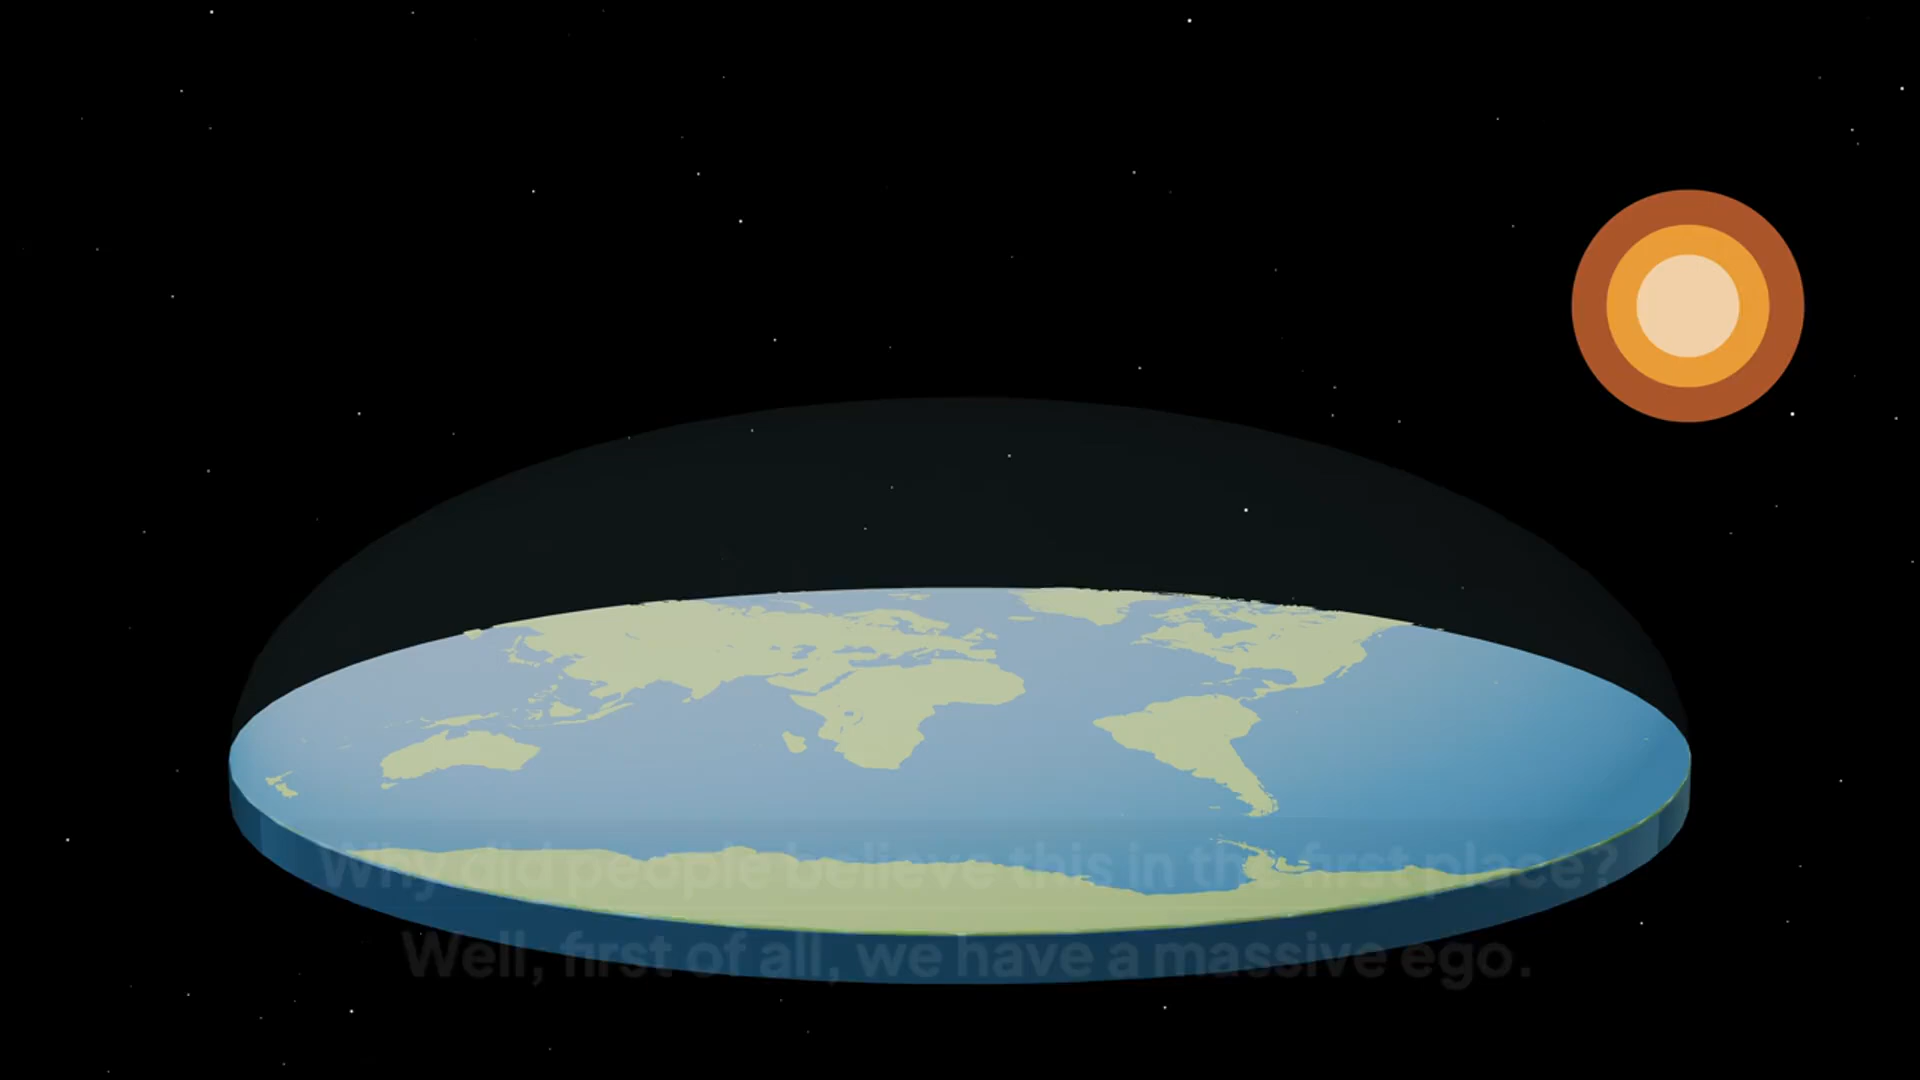 Why did people believe this in the first place?
Well, first of all, we have a massive ego.